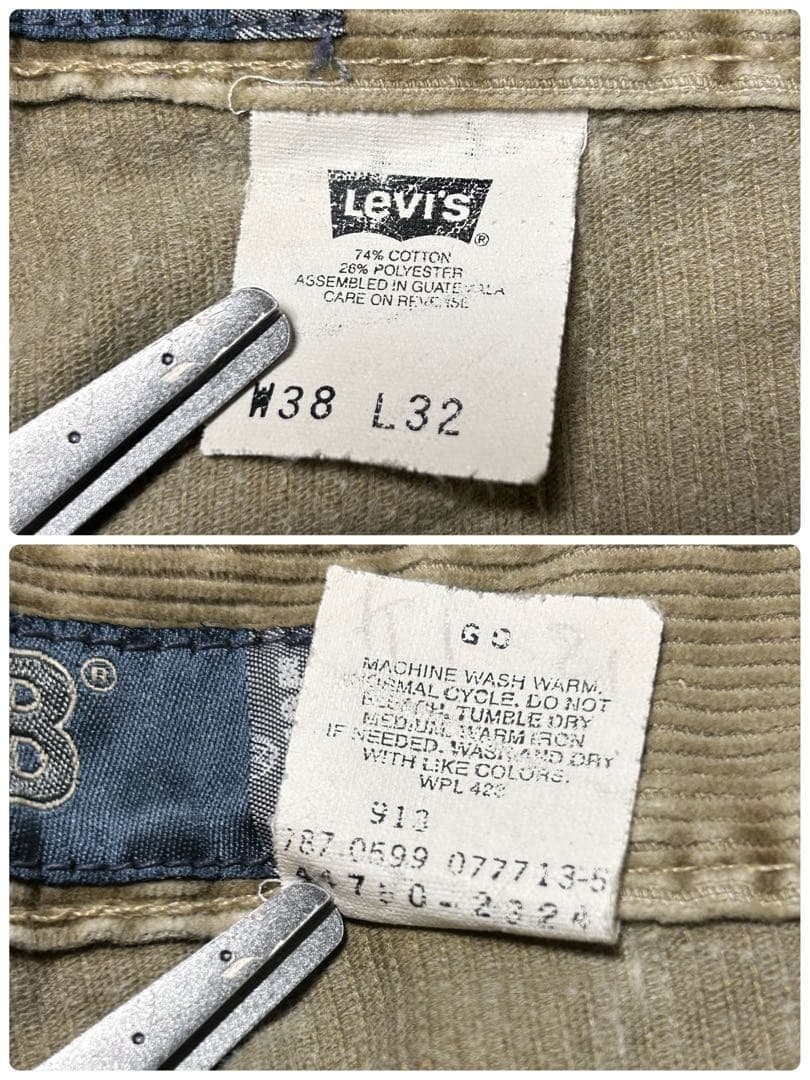 Levi's®
74% COTTON
26% POLYESTER
ASSEMBLED IN GUATEMALA
CARE ON REVERSE
W38 L32
B®
MACHINE WASH WARM,
NORMAL CYCLE. DO NOT
BLEACH. TUMBLE DRY
MEDIUM. WARM IRON
IF NEEDED. WASH AND DRY
WITH LIKE COLORS.
WPL 423
913
787 0599 077713-5
-2324